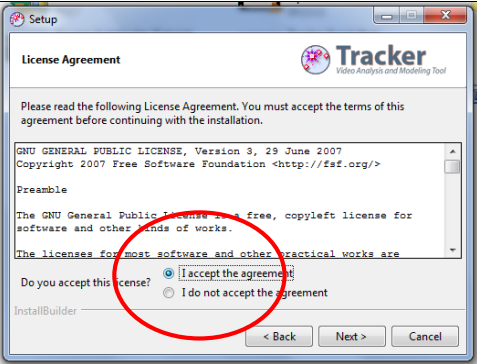 Setup
License Agreement
Tracker
Video Analysis and Modeling Tool
Please read the following License Agreement. You must accept the terms of this
agreement before continuing with the installation.
GNU GENERAL PUBLIC LICENSE, Version 3, 29 June 2007
Copyright 2007 Free Software Foundation <http://fsf.org/>
Preamble
The GNU General Public License is a free, copyleft license for
software and other kinds of works.
The licenses for most software and other practical works are
Do you accept this license?
I accept the agreement
I do not accept the agreement
InstallBuilder
< Back
Next >
Cancel